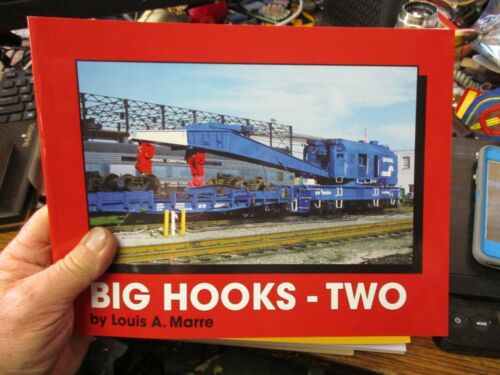 BIG HOOKS - TWO
by Louis A. Marre